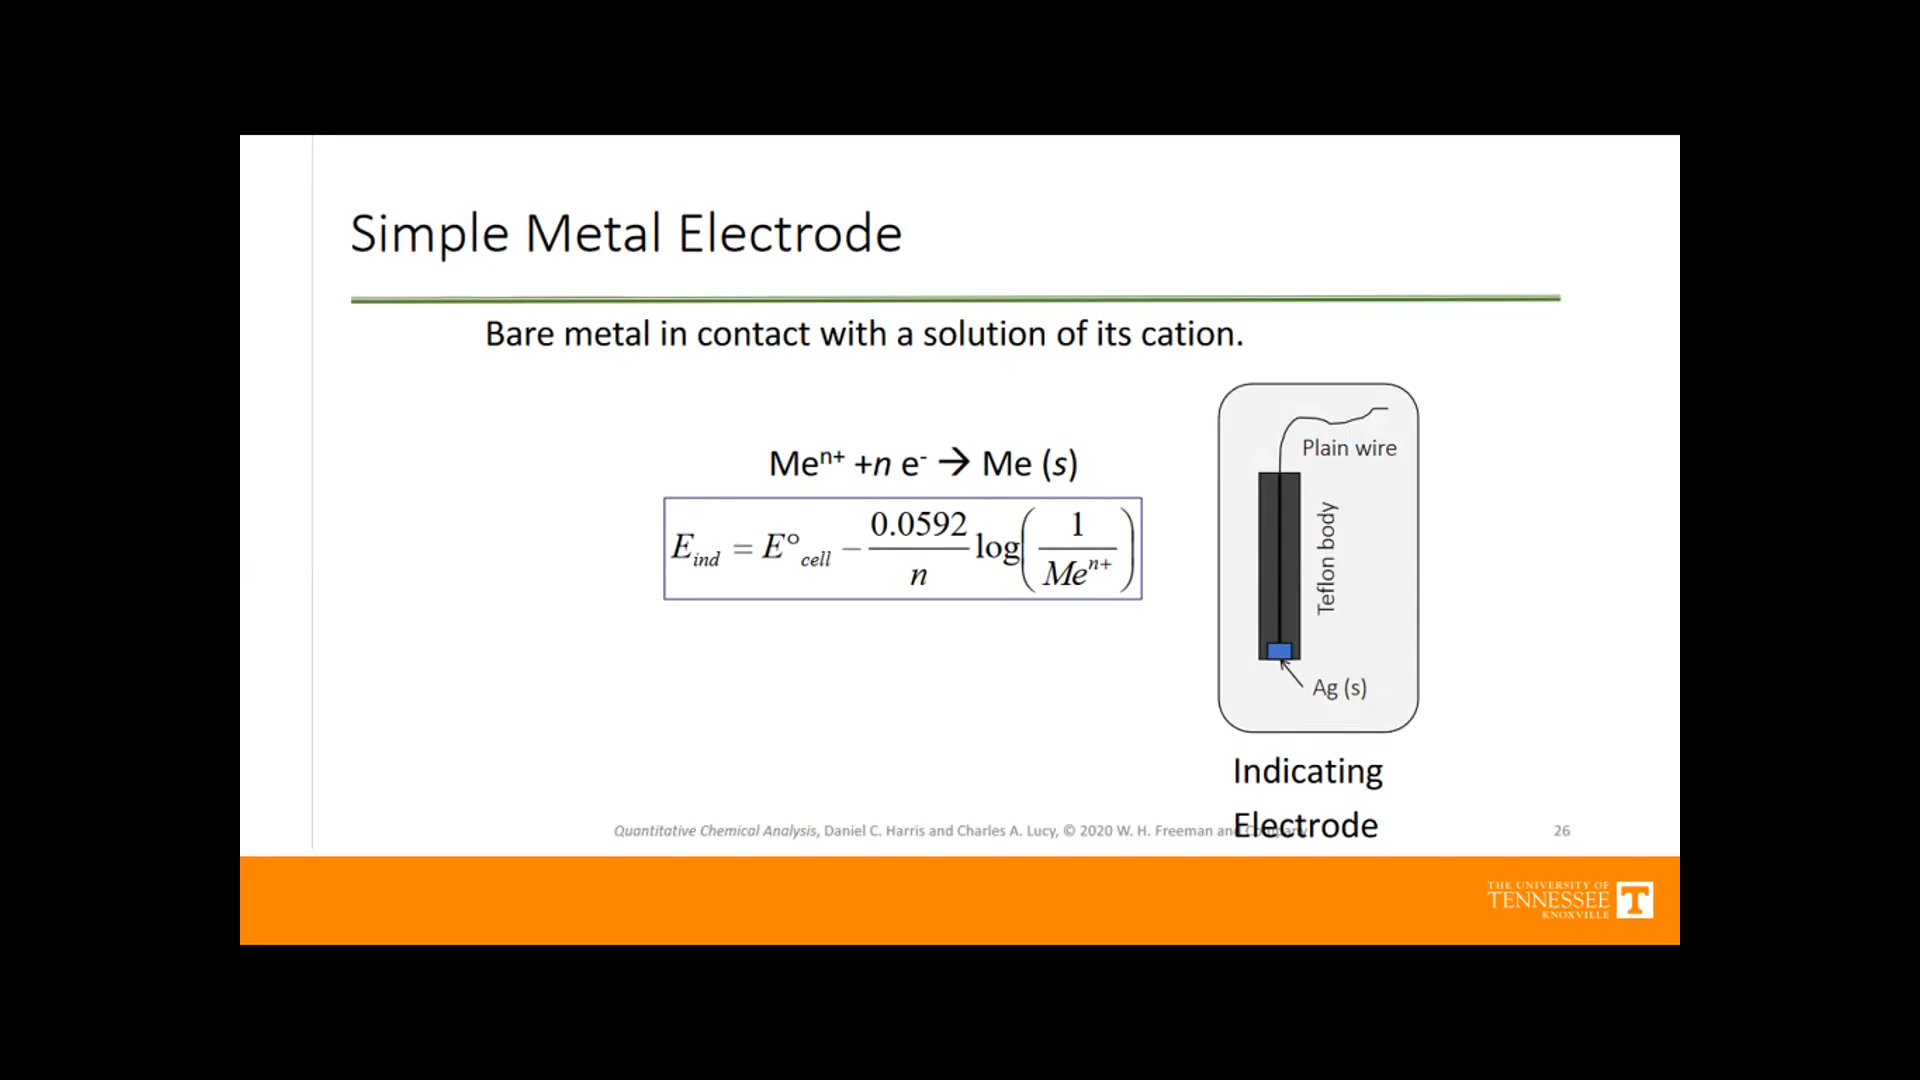 Simple Metal Electrode
Bare metal in contact with a solution of its cation.
Meⁿ⁺ +n e⁻ → Me (s)
E_ind = E°_cell − 0.0592/n log(1/Meⁿ⁺)
Plain wire
Teflon body
Ag (s)
Indicating
Electrode
Quantitative Chemical Analysis, Daniel C. Harris and Charles A. Lucy, © 2020 W. H. Freeman and Company
26
THE UNIVERSITY OF
TENNESSEE
KNOXVILLE
T